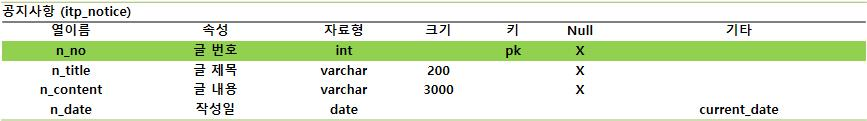 공지사항 (itp_notice)
열이름 속성 자료형 크기 키 Null 기타
n_no 글 번호 int pk X
n_title 글 제목 varchar 200 X
n_content 글 내용 varchar 3000 X
n_date 작성일 date current_date